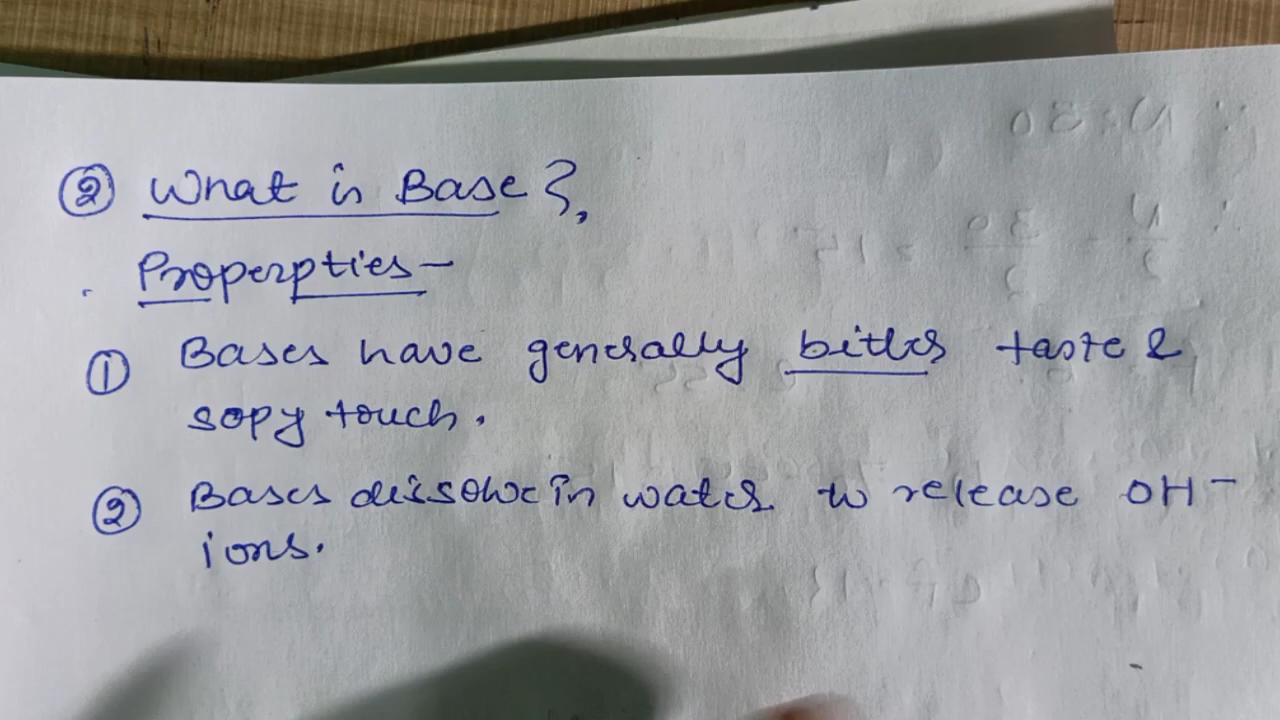 ② What is Base?,
Properpties-
① Bases have generally bitter taste &
sopy touch.
② Bases dissolve in water to release OH-
ions.